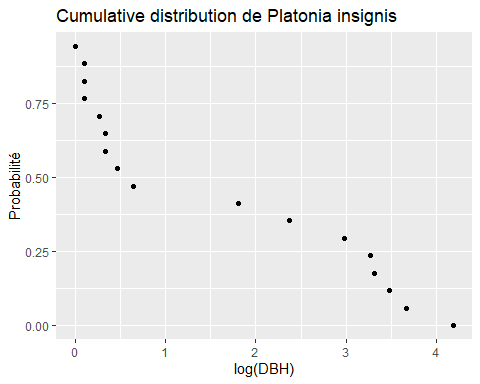 Cumulative distribution de Platonia insignis
Probabilité
0.75
0.50
0.25
0.00
0 1 2 3 4
log(DBH)